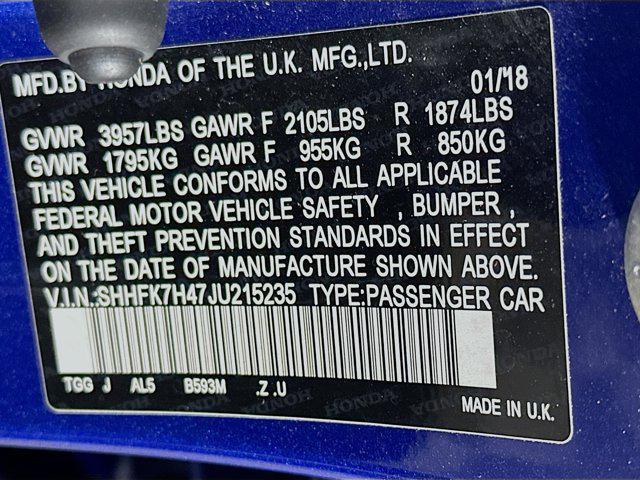 MFD.BY HONDA OF THE U.K. MFG.,LTD.
01/18
GVWR 3957LBS GAWR F 2105LBS R 1874LBS
GVWR 1795KG GAWR F 955KG R 850KG
THIS VEHICLE CONFORMS TO ALL APPLICABLE
FEDERAL MOTOR VEHICLE SAFETY , BUMPER ,
AND THEFT PREVENTION STANDARDS IN EFFECT
ON THE DATE OF MANUFACTURE SHOWN ABOVE.
V.I.N.:SHHFK7H47JU215235 TYPE:PASSENGER CAR
TGG J AL5 B593M .Z .U
MADE IN U.K.